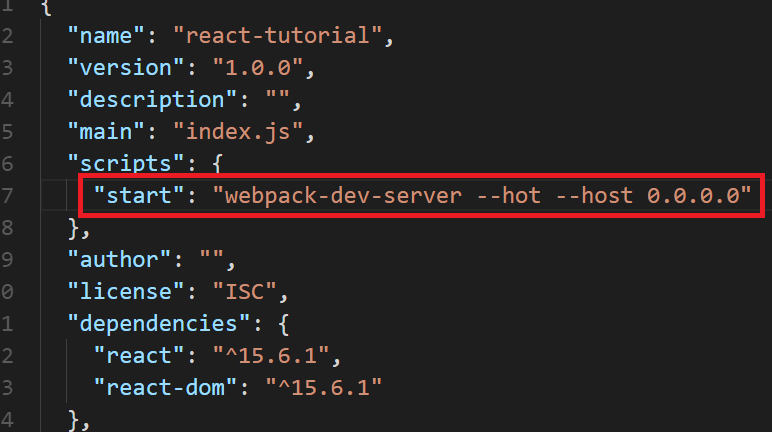 1 {
2 "name": "react-tutorial",
3 "version": "1.0.0",
4 "description": "",
5 "main": "index.js",
6 "scripts": {
7 "start": "webpack-dev-server --hot --host 0.0.0.0"
8 },
9 "author": "",
0 "license": "ISC",
1 "dependencies": {
2 "react": "^15.6.1",
3 "react-dom": "^15.6.1"
4 },